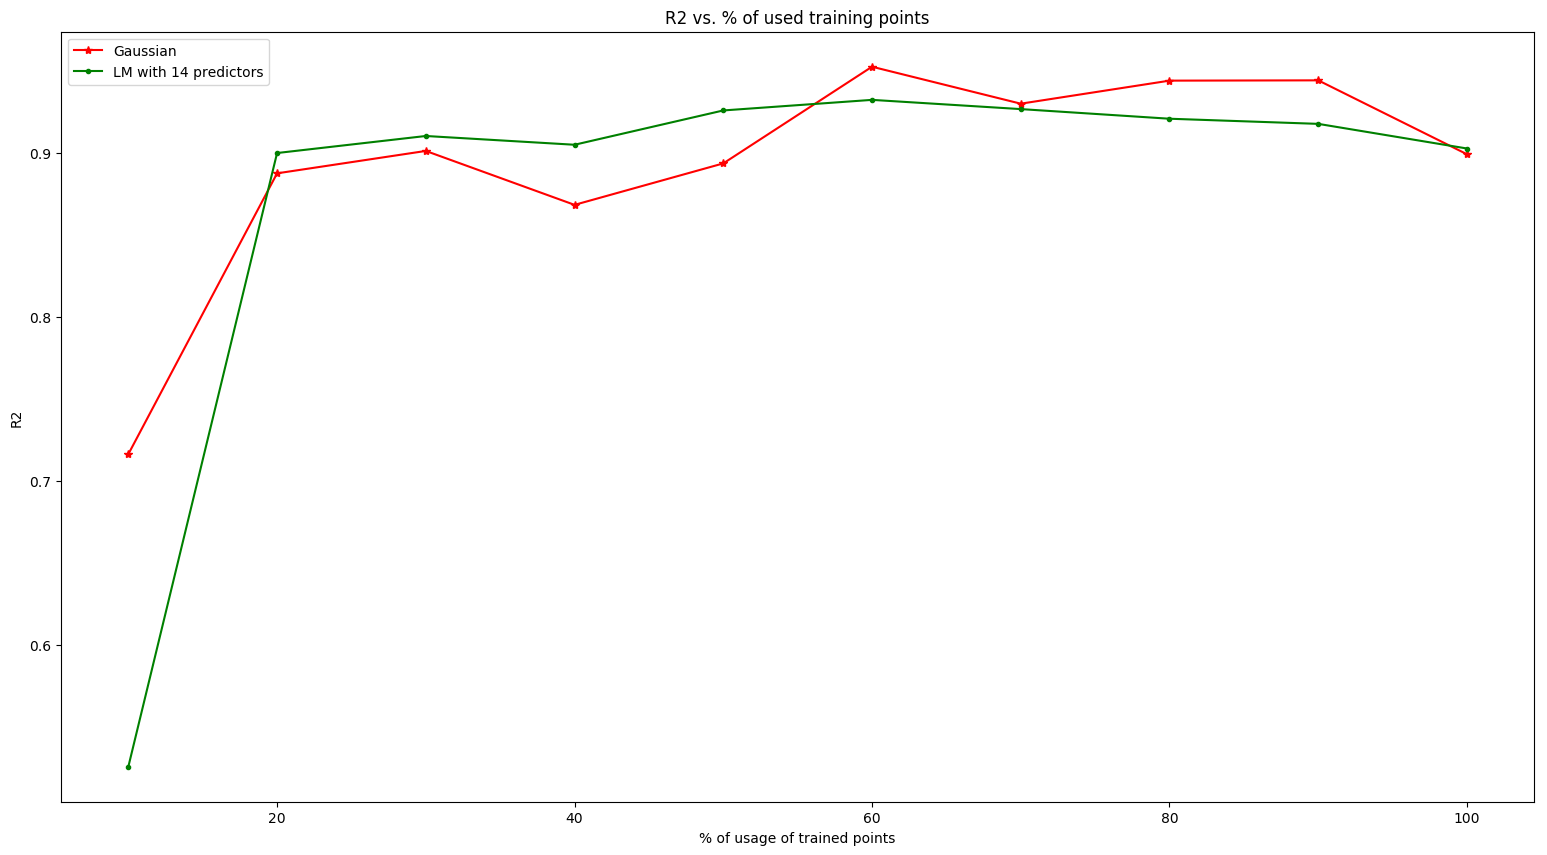 R2 vs. % of used training points
Gaussian
LM with 14 predictors
0.9
0.8
0.7
0.6
R2
20 40 60 80 100
% of usage of trained points